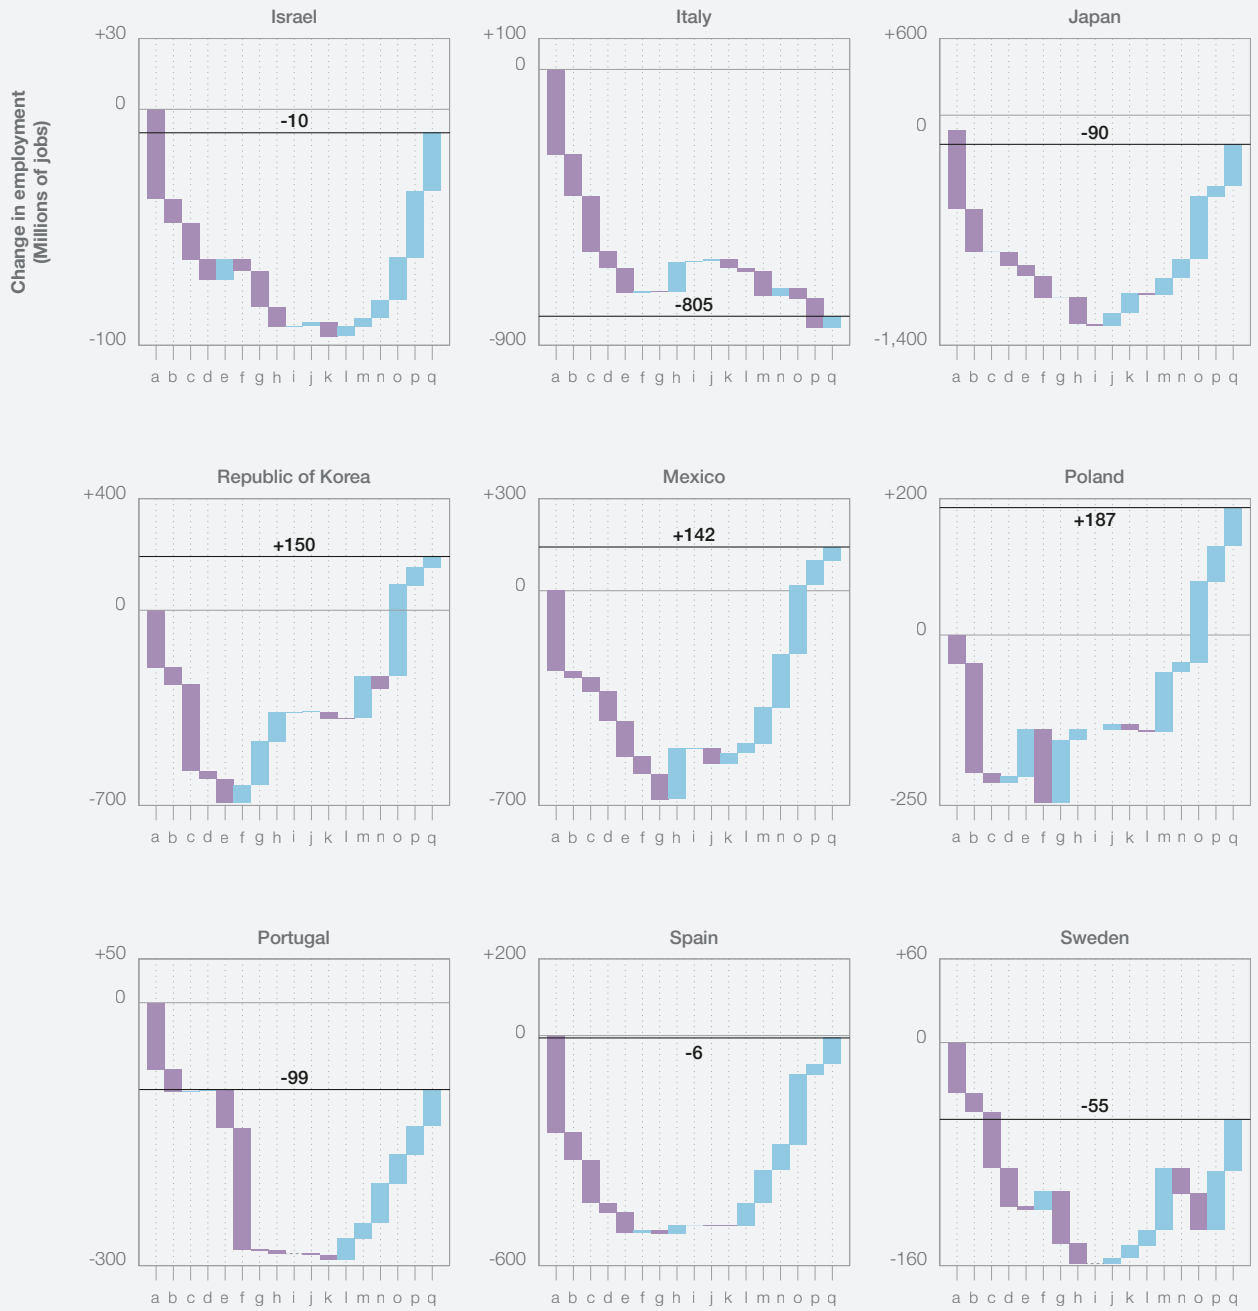 Change in employment
(Millions of jobs)
Israel
+30
0
-10
-100
a b c d e f g h i j k l m n o p q
Italy
+100
0
-805
-900
a b c d e f g h i j k l m n o p q
Japan
+600
0
-90
-1,400
a b c d e f g h i j k l m n o p q
Republic of Korea
+400
+150
0
-700
a b c d e f g h i j k l m n o p q
Mexico
+300
+142
0
-700
a b c d e f g h i j k l m n o p q
Poland
+200
+187
0
-250
a b c d e f g h i j k l m n o p q
Portugal
+50
0
-99
-300
a b c d e f g h i j k l m n o p q
Spain
+200
0
-6
-600
a b c d e f g h i j k l m n o p q
Sweden
+60
0
-55
-160
a b c d e f g h i j k l m n o p q